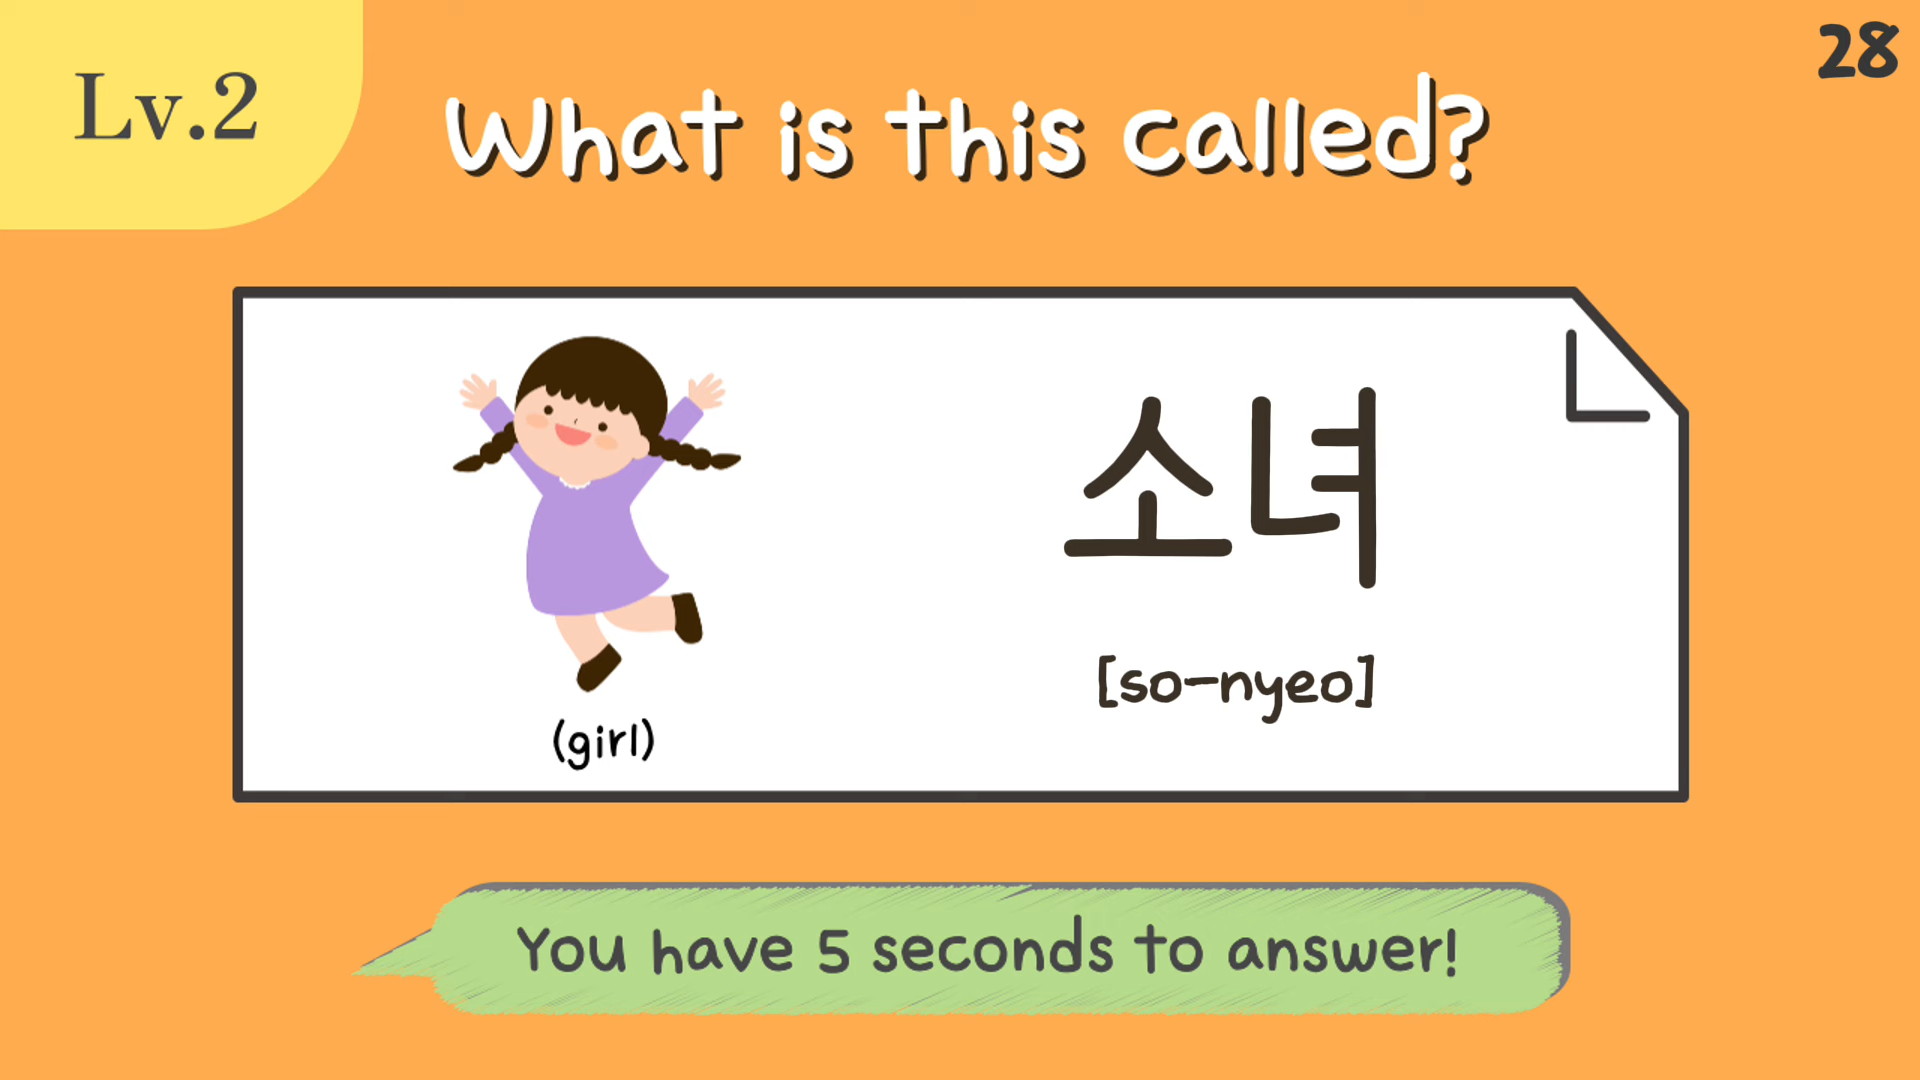 Lv.2
28
What is this called?
소녀
[so-nyeo]
(girl)
You have 5 seconds to answer!